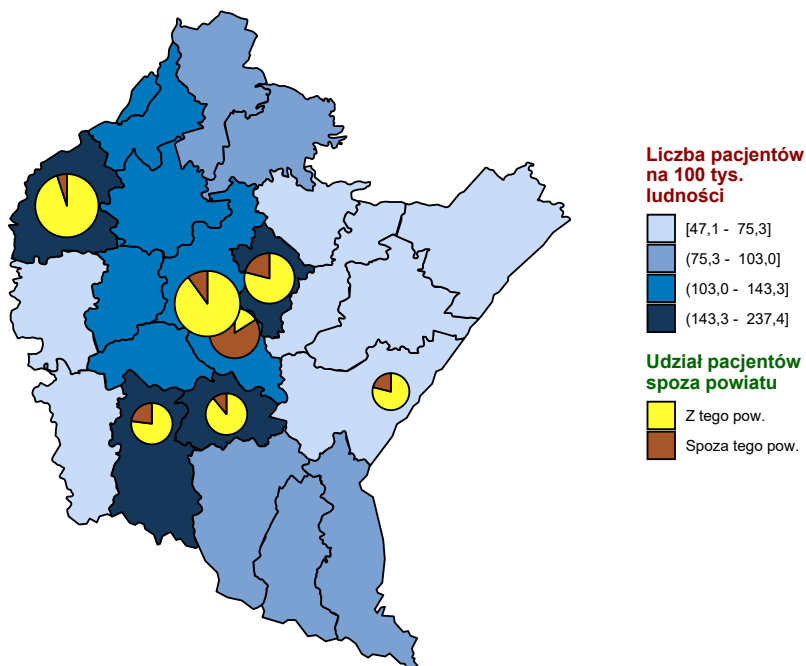 Liczba pacjentów
na 100 tys.
ludności
[47,1 - 75,3]
(75,3 - 103,0]
(103,0 - 143,3]
(143,3 - 237,4]
Udział pacjentów
spoza powiatu
Z tego pow.
Spoza tego pow.